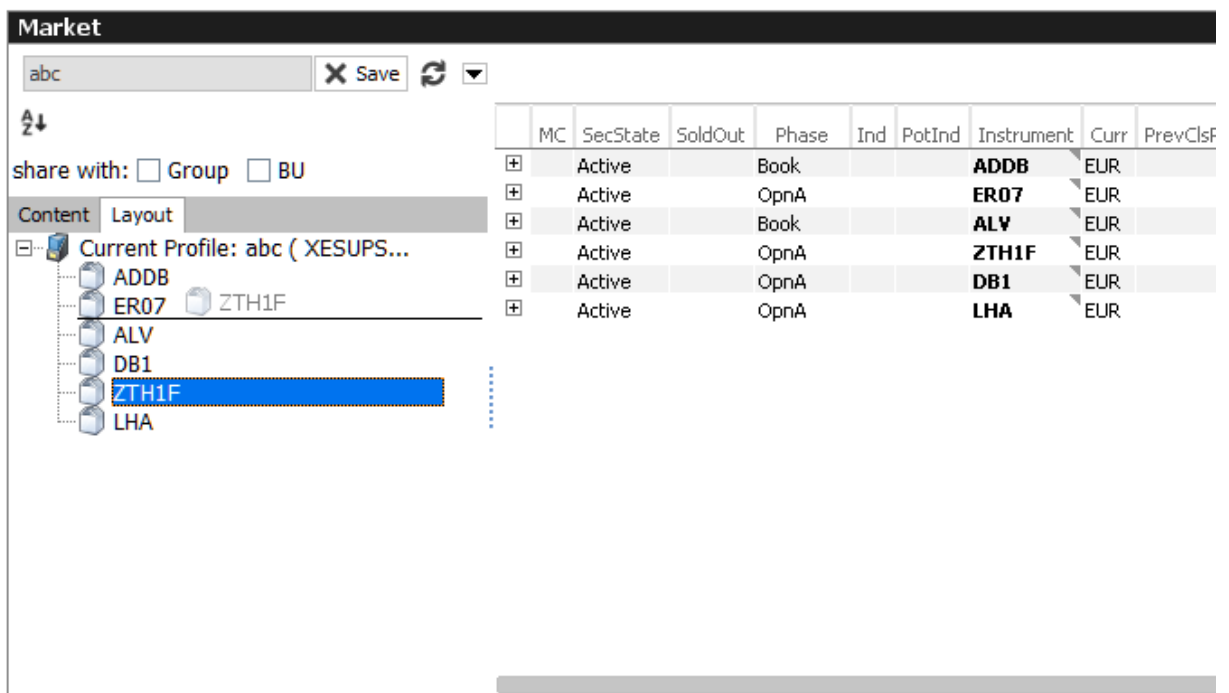 Market
abc Save
A Z
share with: Group BU
Content Layout
Current Profile: abc ( XESUPS...
ADDB
ER07 ZTH1F
ALV
DB1
ZTH1F
LHA
MC SecState SoldOut Phase Ind PotInd Instrument Curr PrevClsP
Active Book ADDB EUR
Active OpnA ER07 EUR
Active Book ALV EUR
Active OpnA ZTH1F EUR
Active OpnA DB1 EUR
Active OpnA LHA EUR